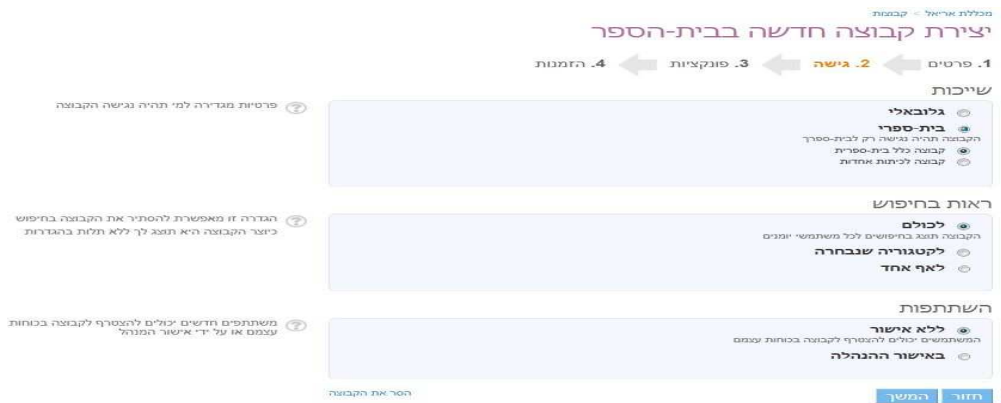 מכללת אריאל > קבוצות
יצירת קבוצה חדשה בבית-הספר
1. פרטים 2. גישה 3. פונקציות 4. הזמנות
שייכות
גלובאלי
בית-ספרי
הקבוצה תהיה נגישה רק לבית-ספרך
קבוצה כלל בית-ספרית
קבוצה לכיתות אחדות
פרטיות מגדירה למי תהיה נגישה הקבוצה
ראות בחיפוש
לכולם
הקבוצה תוצג בחיפושים לכל משתמשי יומנים
לקטגוריה שנבחרה
לאף אחד
הגדרה זו מאפשרת להסתיר את הקבוצה בחיפוש
כיוצר הקבוצה היא תוצג לך ללא תלות בהגדרות
השתתפות
ללא אישור
המשתמשים יכולים להצטרף לקבוצה בכוחות עצמם
באישור ההנהלה
משתתפים חדשים יכולים להצטרף לקבוצה בכוחות
עצמם או על ידי אישור המנהל
חזור המשך
הסר את הקבוצה